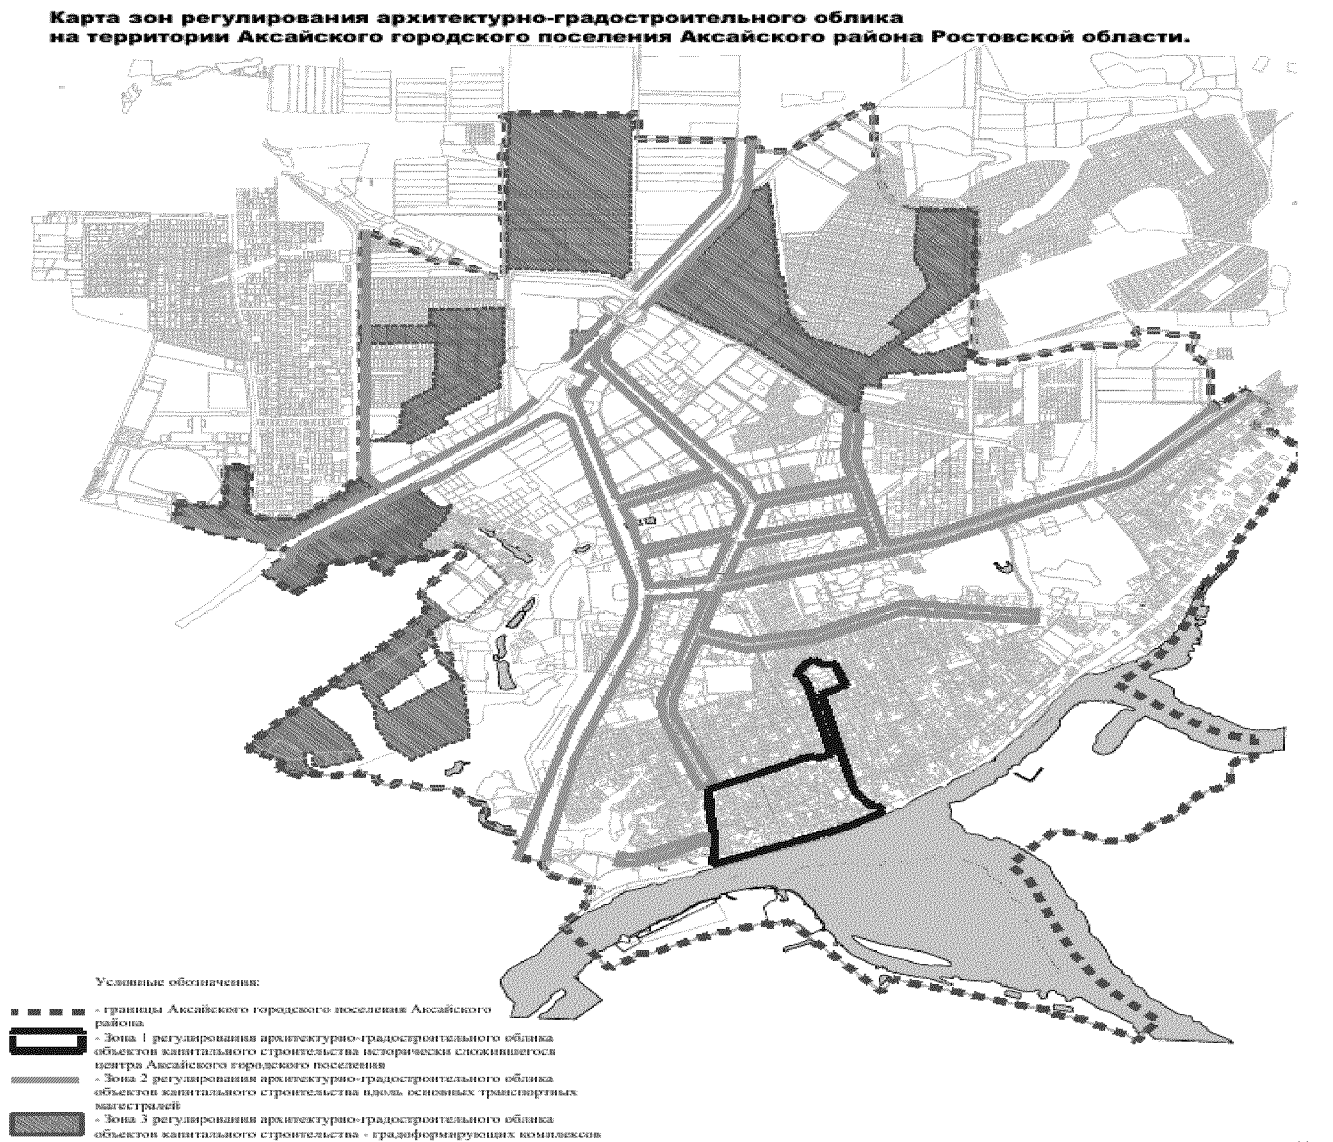 Карта зон регулирования архитектурно-градостроительного облика
на территории Аксайского городского поселения Аксайского района Ростовской области.
Условные обозначения:
- границы Аксайского городского поселения Аксайского
района
- Зона 1 регулирования архитектурно-градостроительного облика
объектов капитального строительства исторически сложившегося
центра Аксайского городского поселения
- Зона 2 регулирования архитектурно-градостроительного облика
объектов капитального строительства вдоль основных транспортных
магистралей
- Зона 3 регулирования архитектурно-градостроительного облика
объектов капитального строительства - градоформирующих комплексов